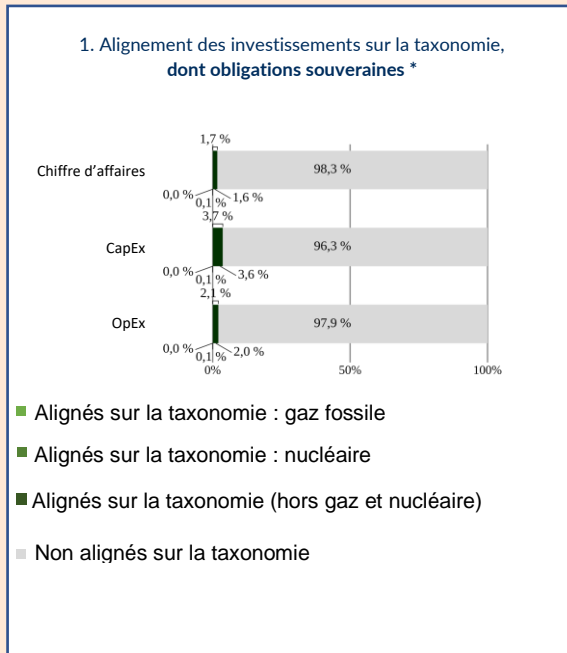 1. Alignement des investissements sur la taxonomie,
dont obligations souveraines *
1,7 %
Chiffre d'affaires
98,3 %
0,0 %
0,1 %
1,6 %
3,7 %
CapEx
96,3 %
0,0 %
0,1 %
3,6 %
2,1 %
OpEx
97,9 %
0,0 %
0,1 %
2,0 %
0%
50%
100%
Alignés sur la taxonomie : gaz fossile
Alignés sur la taxonomie : nucléaire
Alignés sur la taxonomie (hors gaz et nucléaire)
Non alignés sur la taxonomie